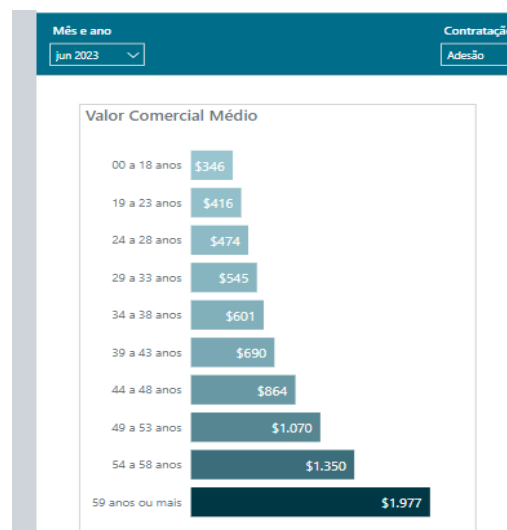 Mês e ano
jun 2023
Contratação
Adesão
Valor Comercial Médio
00 a 18 anos $346
19 a 23 anos $416
24 a 28 anos $474
29 a 33 anos $545
34 a 38 anos $601
39 a 43 anos $690
44 a 48 anos $864
49 a 53 anos $1.070
54 a 58 anos $1.350
59 anos ou mais $1.977